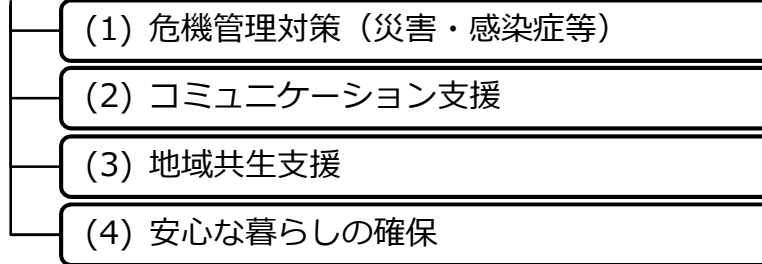 (1) 危機管理対策（災害・感染症等）
(2) コミュニケーション支援
(3) 地域共生支援
(4) 安心な暮らしの確保